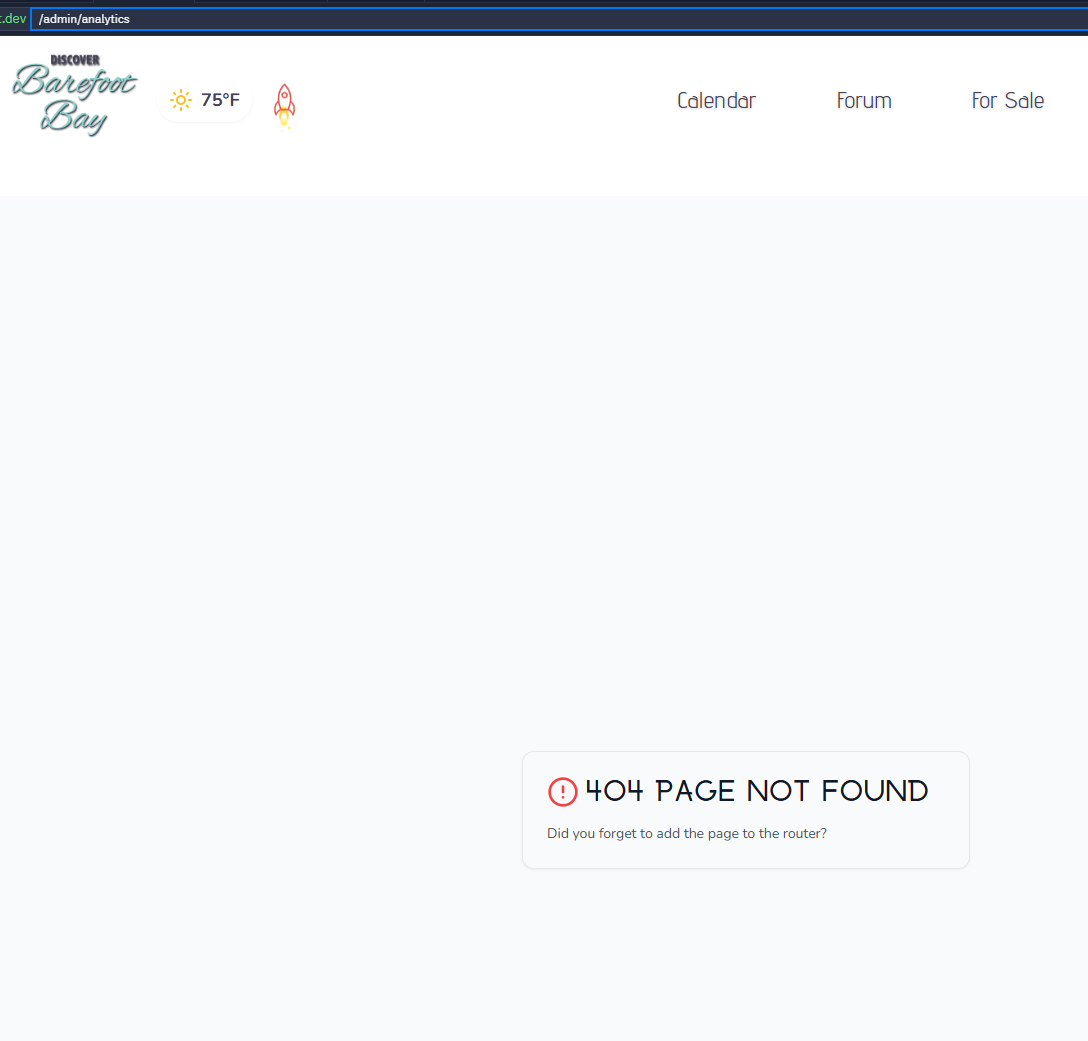 t.dev /admin/analytics
DISCOVER
Barefoot
Bay
75°F
Calendar Forum For Sale
404 PAGE NOT FOUND
Did you forget to add the page to the router?